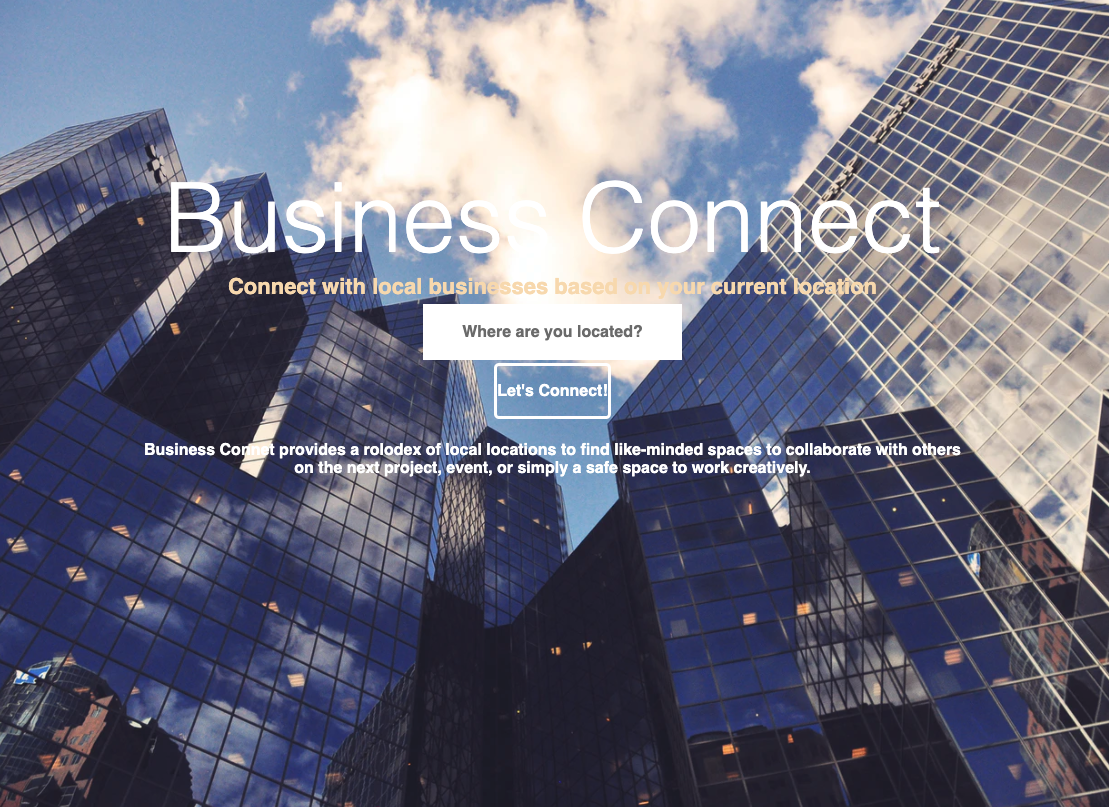 Business Connect
Connect with local businesses based on your current location
Where are you located?
Let's Connect!
Business Connet provides a rolodex of local locations to find like-minded spaces to collaborate with others
on the next project, event, or simply a safe space to work creatively.